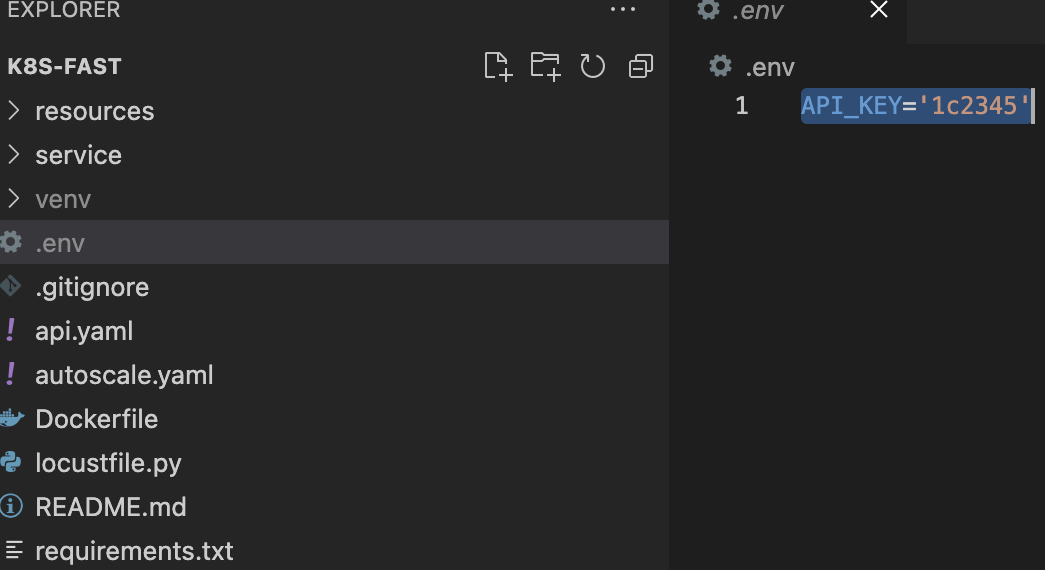 EXPLORER
K8S-FAST
resources
service
venv
.env
.gitignore
api.yaml
autoscale.yaml
Dockerfile
locustfile.py
README.md
requirements.txt
.env
.env
1 API_KEY='1c2345'